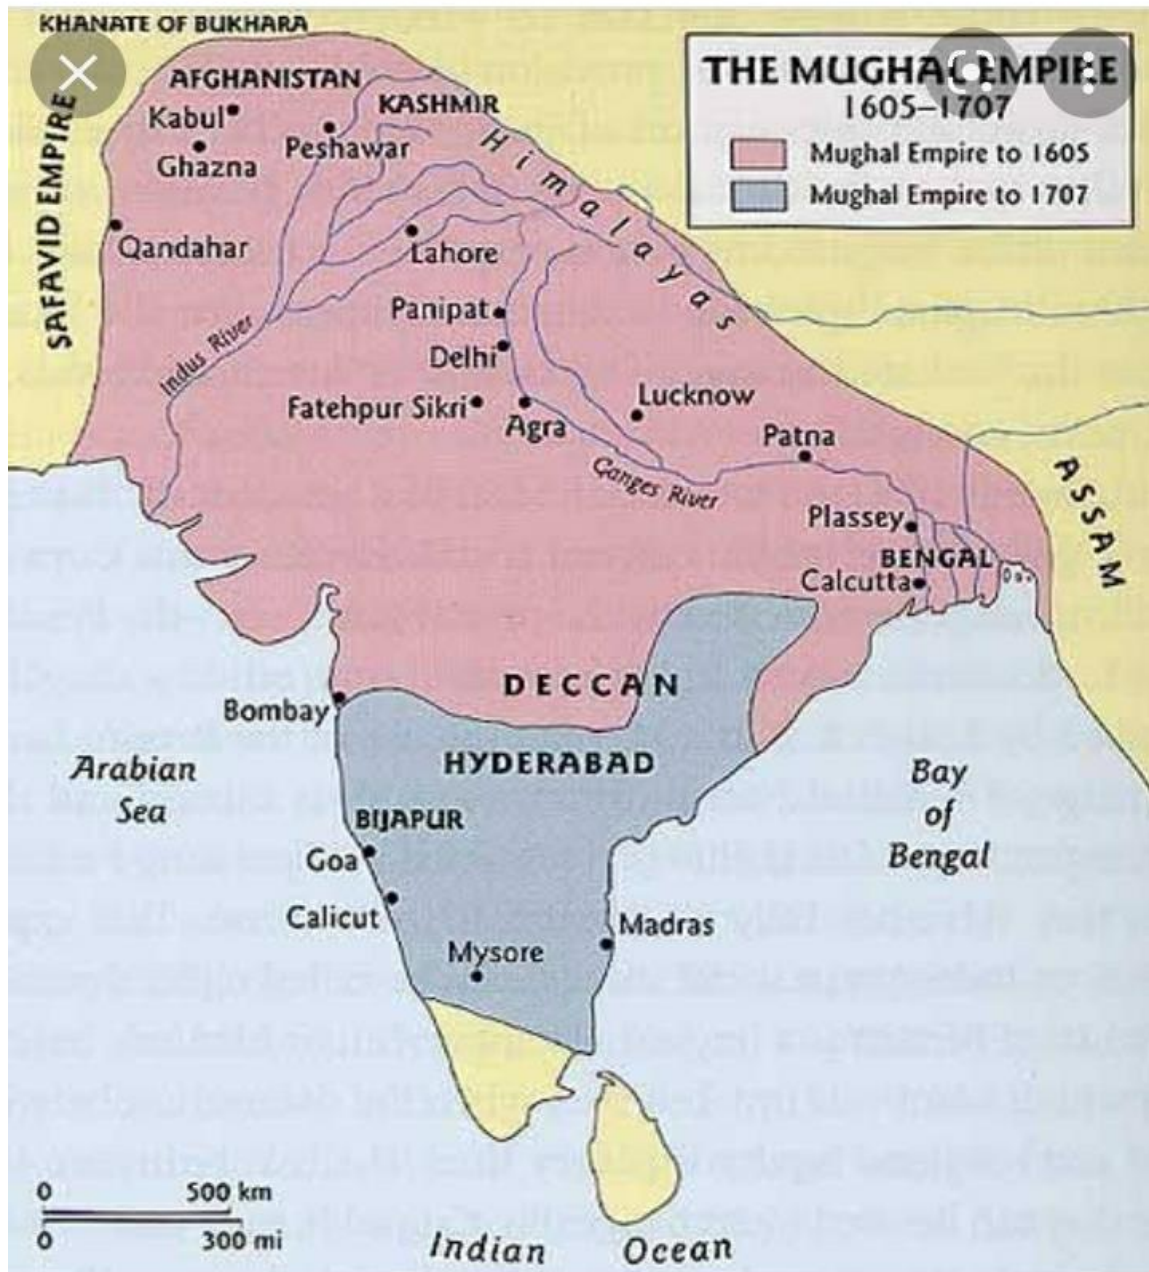 KHANATE OF BUKHARA
THE MUGHAL EMPIRE
1605–1707
Mughal Empire to 1605
Mughal Empire to 1707
SAFAVID EMPIRE
AFGHANISTAN
Kabul
Ghazna
Peshawar
KASHMIR
Himalayas
Qandahar
Lahore
Indus River
Panipat
Delhi
Fatehpur Sikri
Agra
Lucknow
Patna
Ganges River
ASSAM
Plassey
BENGAL
Calcutta
DECCAN
Bombay
HYDERABAD
Arabian
Sea
Bay
of
Bengal
BIJAPUR
Goa
Calicut
Madras
Mysore
0 500 km
0 300 mi
Indian Ocean